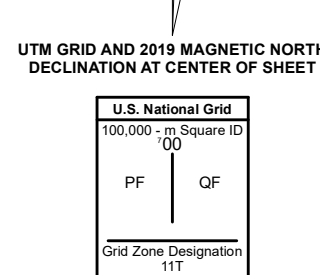 UTM GRID AND 2019 MAGNETIC NORTH
DECLINATION AT CENTER OF SHEET
U.S. National Grid
100,000 - m Square ID
⁷00
PF QF
Grid Zone Designation
11T